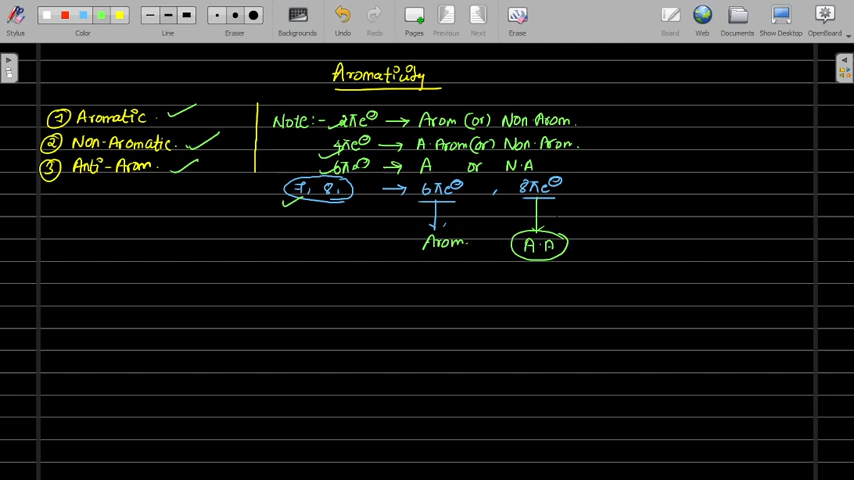 Stylus
Color
Line
Eraser
Backgrounds
Undo
Pages
Previous
Next
Erase
Board
Web
Documents
Show Desktop
OpenBoard
Aromaticity
① Aromatic.
② Non-Aromatic.
③ Anti-Arom.
Note:- 2πe⊖ → Arom (or) Non-Arom.
4πe⊖ → A.Arom (or) Non-Arom.
6πe⊖ → A or N.A
7, 8, → 6πe⊖ , 8πe⊖
Arom. A.A